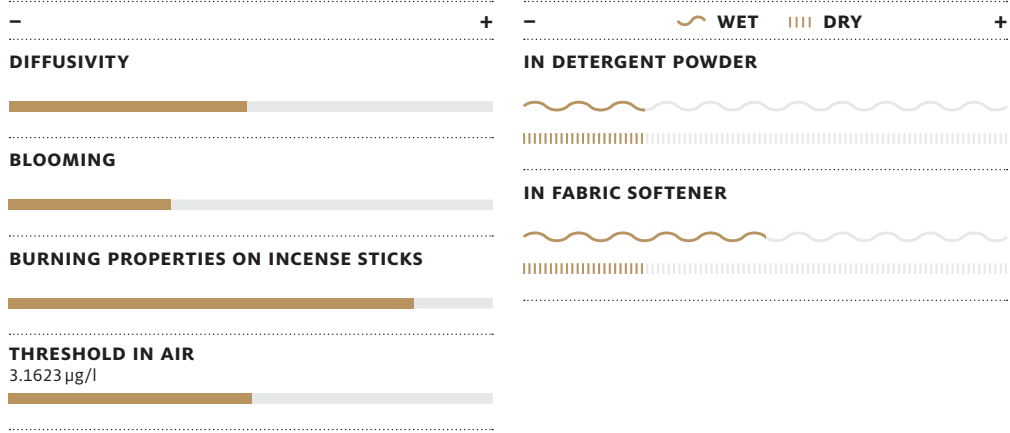 – +
DIFFUSIVITY
BLOOMING
BURNING PROPERTIES ON INCENSE STICKS
THRESHOLD IN AIR
3.1623 µg/l
– WET DRY +
IN DETERGENT POWDER
IN FABRIC SOFTENER